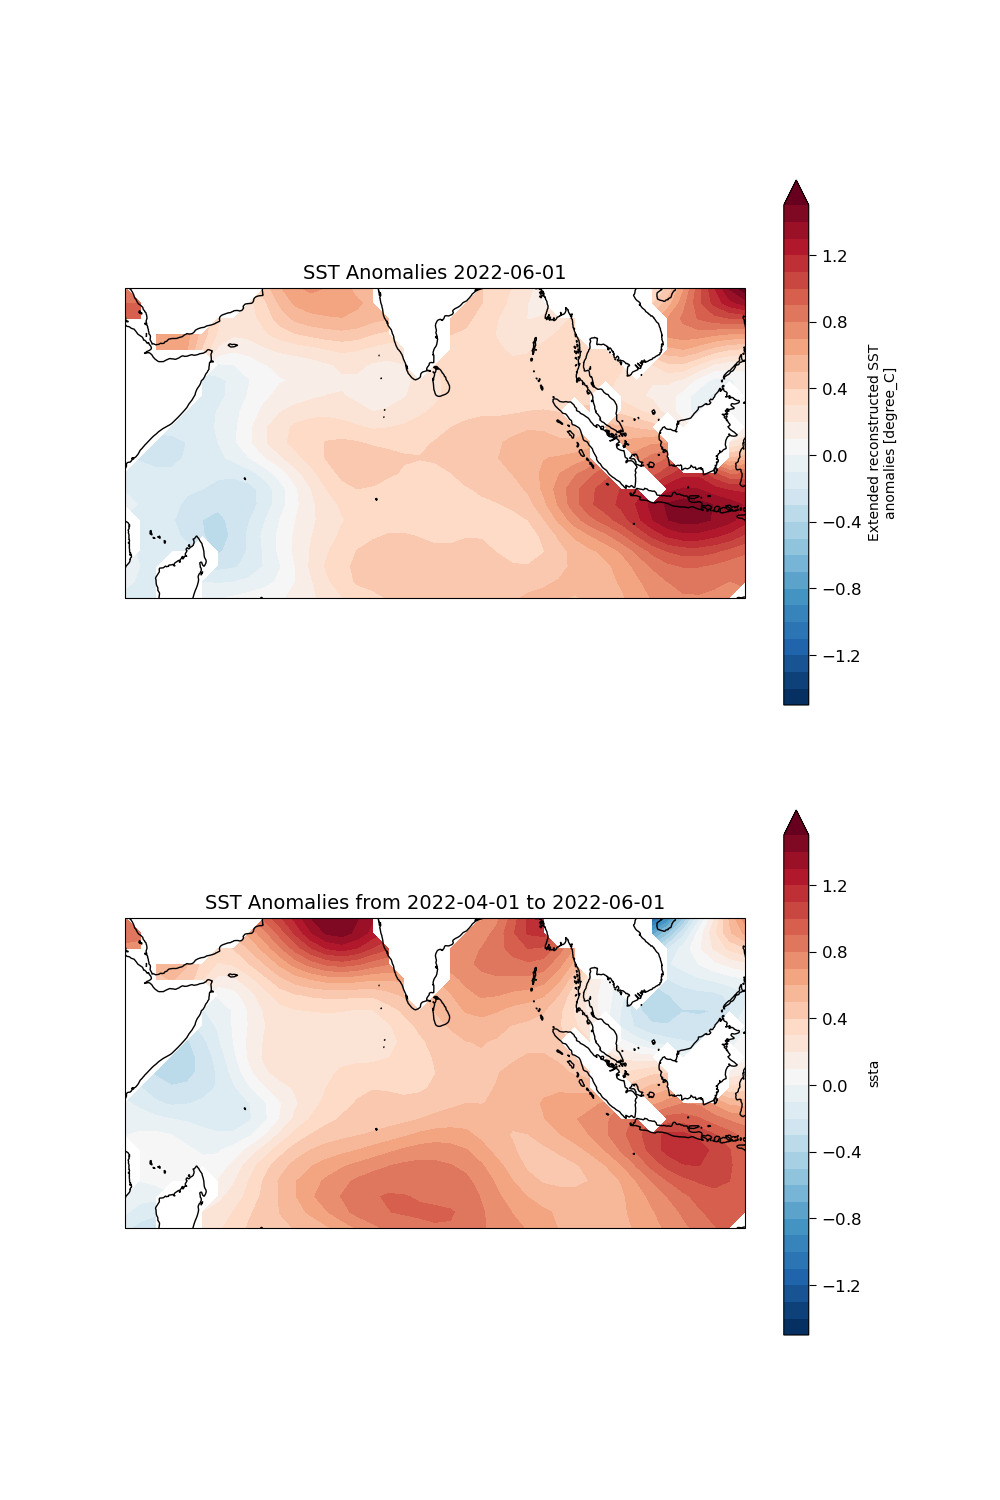 SST Anomalies 2022-06-01
1.2
0.8
0.4
0.0
−0.4
−0.8
−1.2
Extended reconstructed SST
anomalies [degree_C]
SST Anomalies from 2022-04-01 to 2022-06-01
1.2
0.8
0.4
0.0
−0.4
−0.8
−1.2
ssta